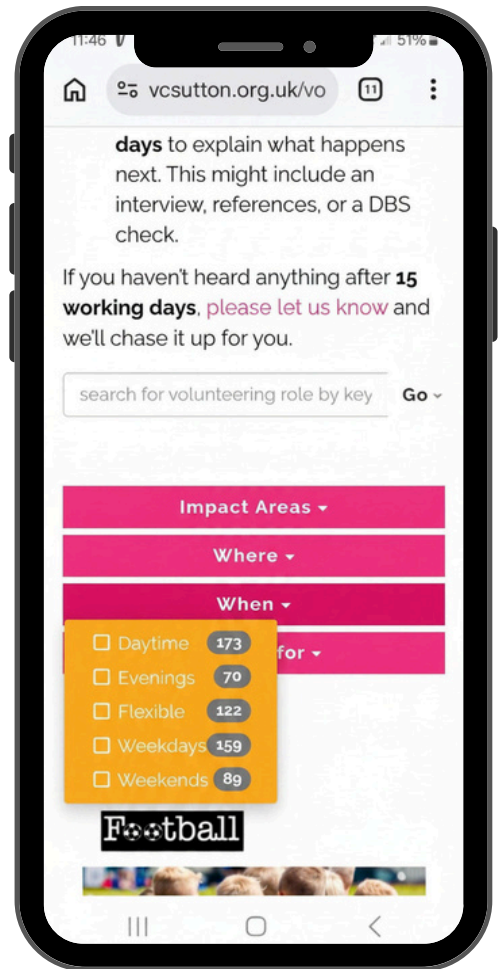 11:46
51%
vcsutton.org.uk/vo
11
days to explain what happens
next. This might include an
interview, references, or a DBS
check.
If you haven't heard anything after 15
working days, please let us know and
we'll chase it up for you.
search for volunteering role by key
Go
Impact Areas
Where
When
for
Daytime 173
Evenings 70
Flexible 122
Weekdays 159
Weekends 89
Football